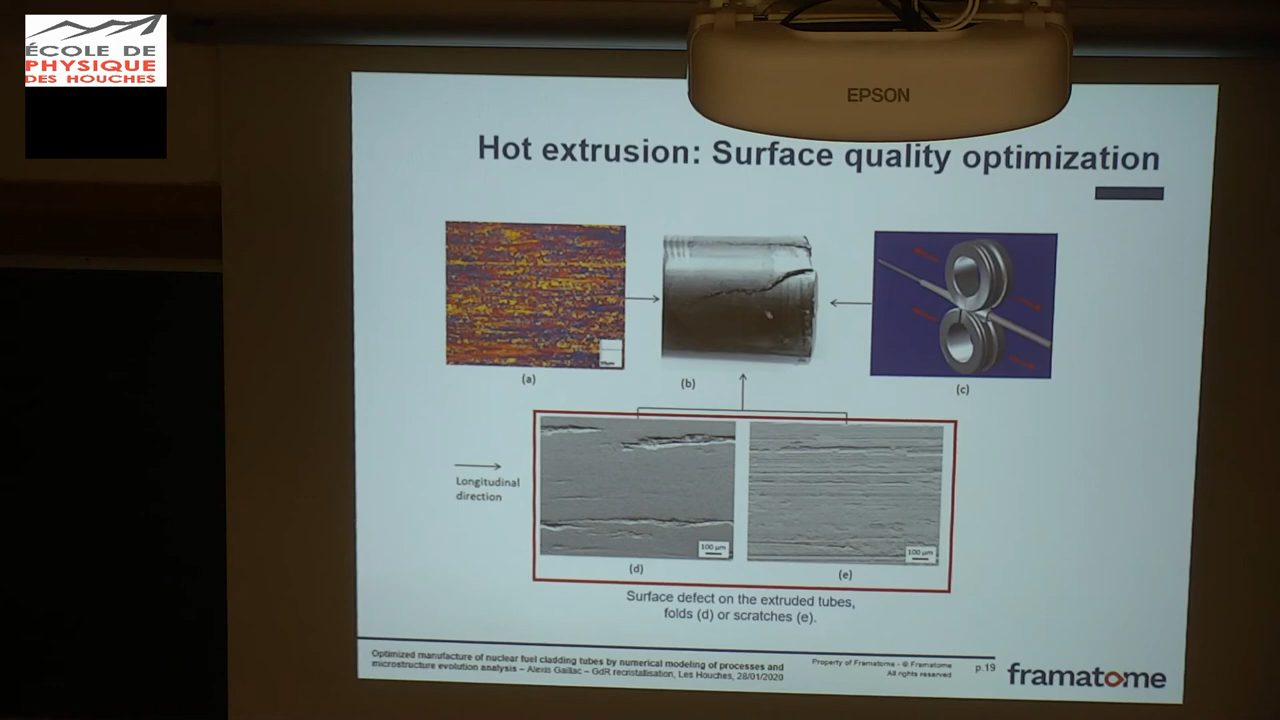 ÉCOLE DE
PHYSIQUE
DES HOUCHES
EPSON
Hot extrusion: Surface quality optimization
(a)
(b)
(c)
Longitudinal
direction
100 µm
100 µm
(d)
(e)
Surface defect on the extruded tubes,
folds (d) or scratches (e).
Optimized manufacture of nuclear fuel cladding tubes by numerical modeling of processes and
microstructure evolution analysis – Alexis Gaillac – GdR recristallisation, Les Houches, 28/01/2020
Property of Framatome - © Framatome
All rights reserved
p.19
framatome